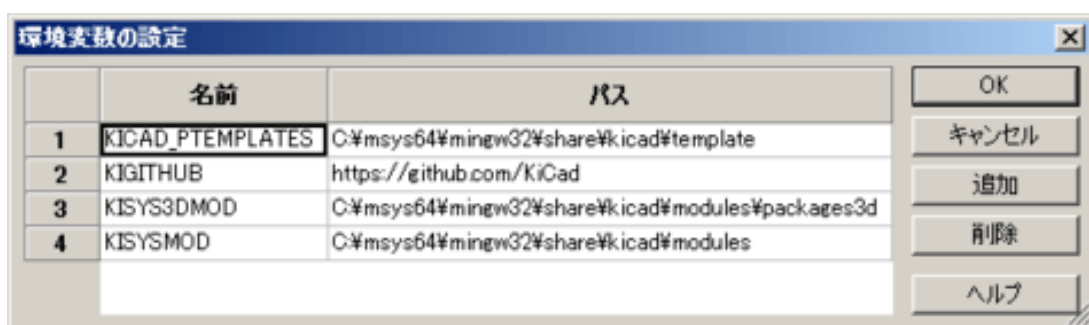 環境変数の設定
名前 パス
1 KICAD_PTEMPLATES C:¥msys64¥mingw32¥share¥kicad¥template
2 KIGITHUB https://github.com/KiCad
3 KISYS3DMOD C:¥msys64¥mingw32¥share¥kicad¥modules¥packages3d
4 KISYSMOD C:¥msys64¥mingw32¥share¥kicad¥modules
OK
キャンセル
追加
削除
ヘルプ